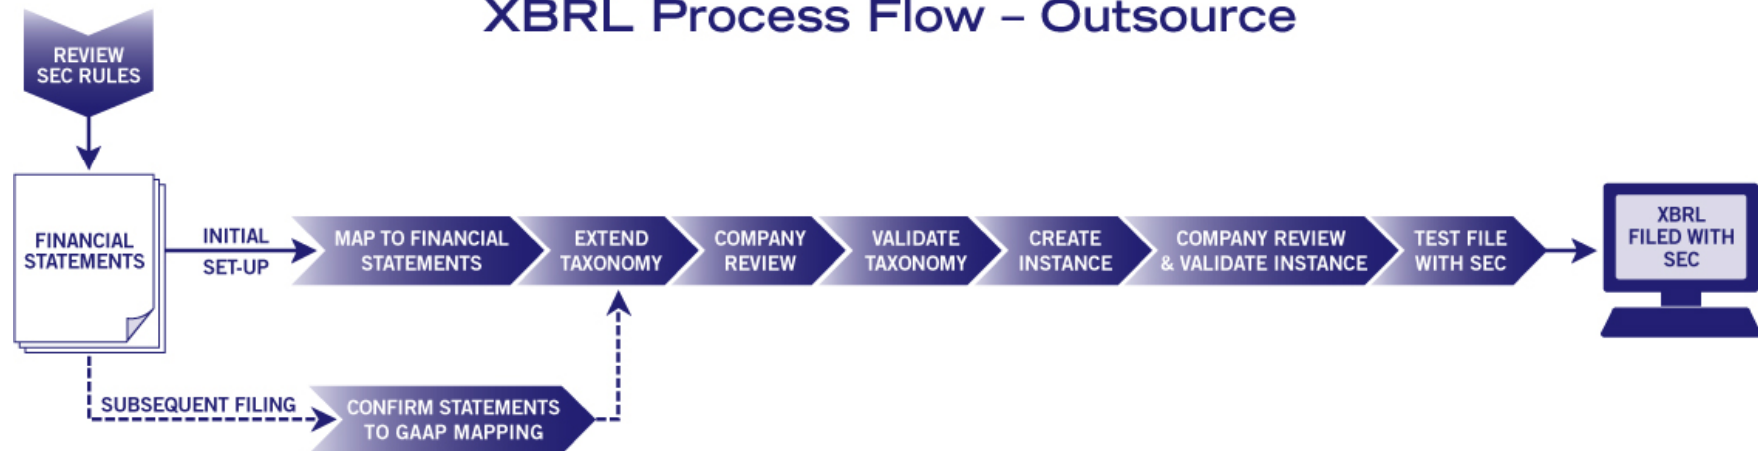 XBRL Process Flow – Outsource
REVIEW
SEC RULES
FINANCIAL
STATEMENTS
INITIAL
SET-UP
MAP TO FINANCIAL
STATEMENTS
EXTEND
TAXONOMY
COMPANY
REVIEW
VALIDATE
TAXONOMY
CREATE
INSTANCE
COMPANY REVIEW
& VALIDATE INSTANCE
TEST FILE
WITH SEC
XBRL
FILED WITH
SEC
SUBSEQUENT FILING
CONFIRM STATEMENTS
TO GAAP MAPPING